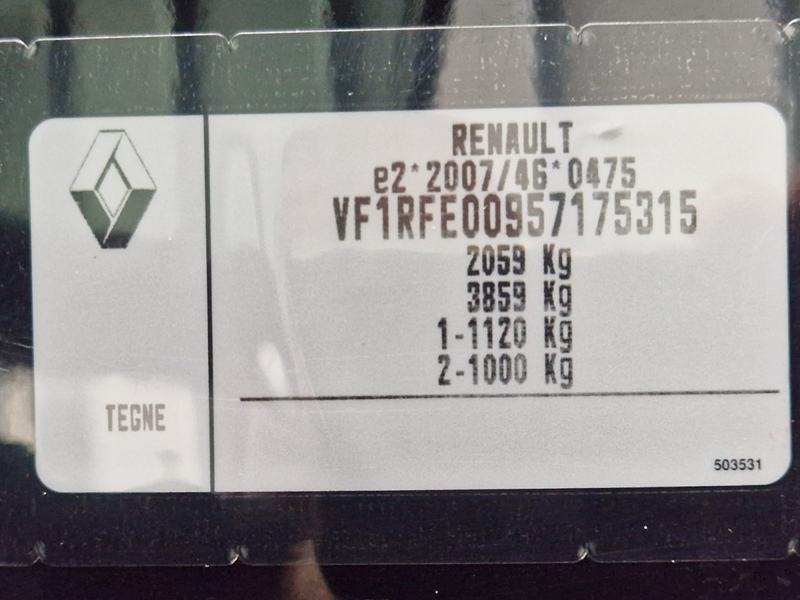 RENAULT
e2*2007/46*0475
VF1RFE00957175315
2059 Kg
3859 Kg
1-1120 Kg
2-1000 Kg
TEGNE
503531